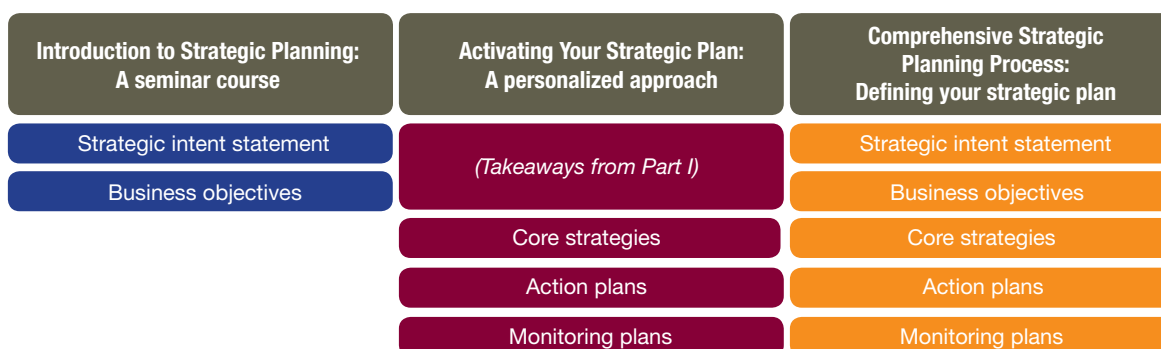 Introduction to Strategic Planning:
A seminar course
Strategic intent statement
Business objectives
Activating Your Strategic Plan:
A personalized approach
(Takeaways from Part I)
Core strategies
Action plans
Monitoring plans
Comprehensive Strategic
Planning Process:
Defining your strategic plan
Strategic intent statement
Business objectives
Core strategies
Action plans
Monitoring plans